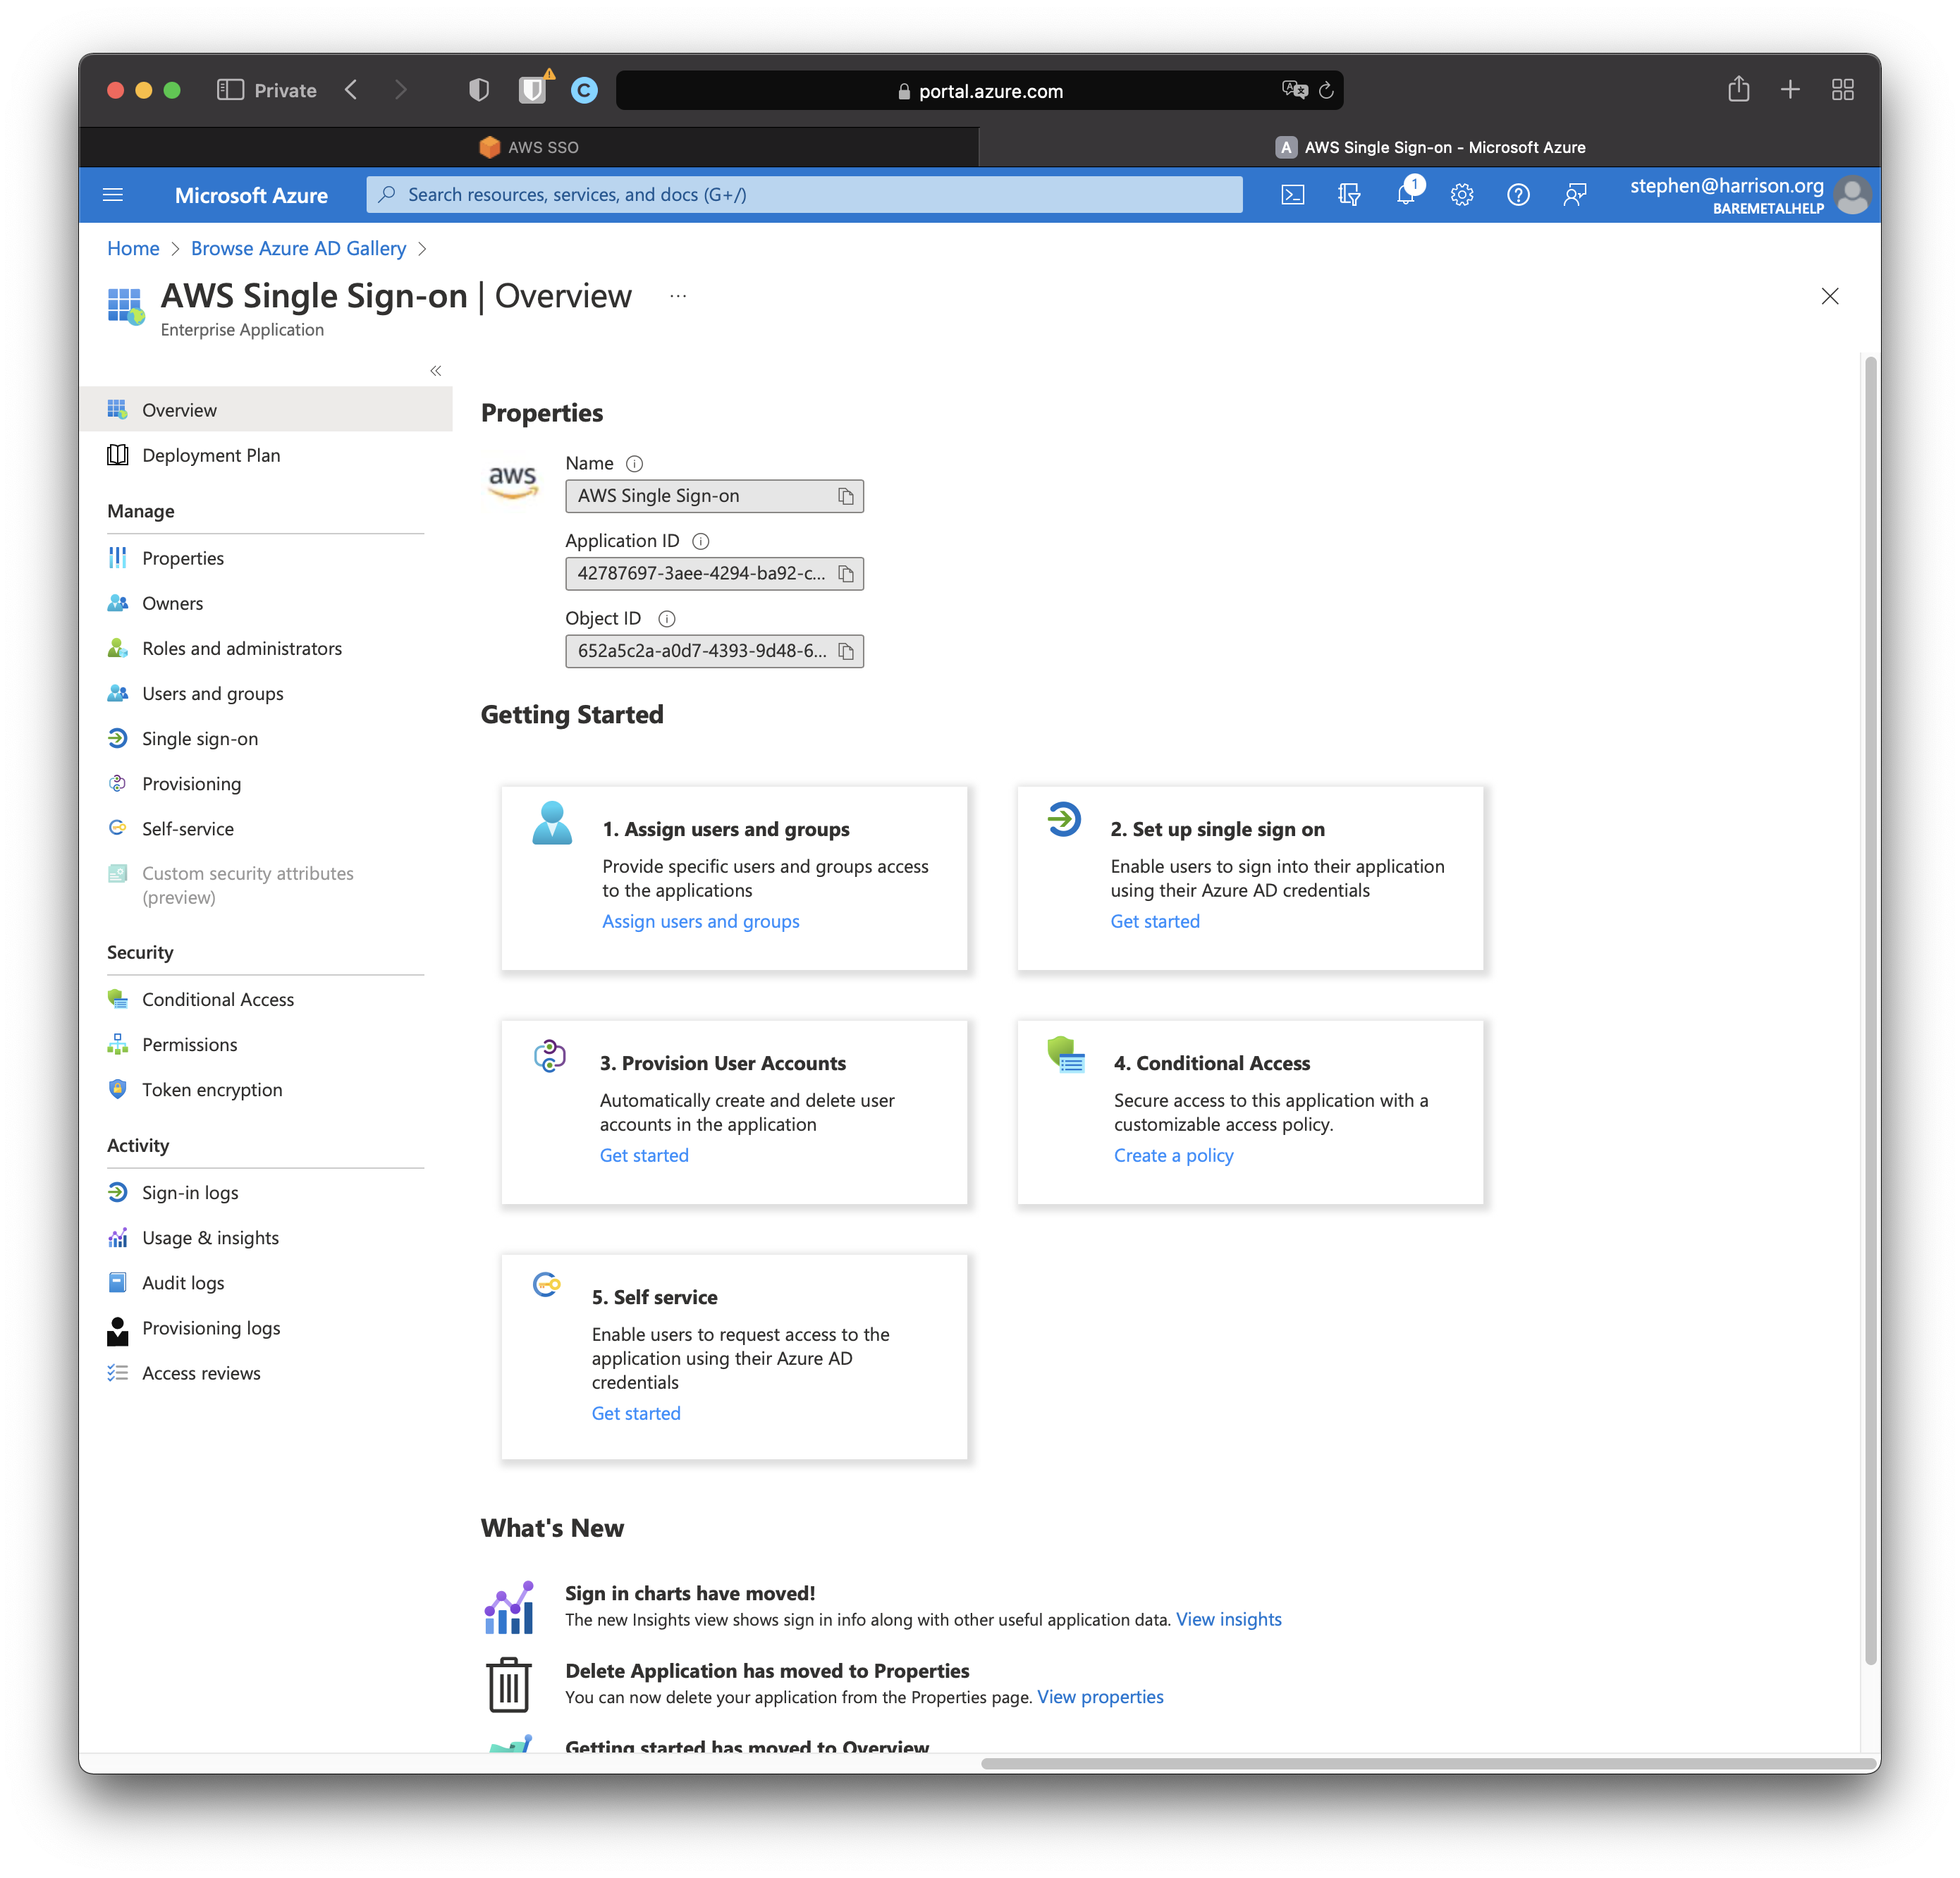 Private
portal.azure.com
AWS SSO
A AWS Single Sign-on - Microsoft Azure
Microsoft Azure
Search resources, services, and docs (G+/)
1
stephen@harrison.org
BAREMETALHELP
Home > Browse Azure AD Gallery >
AWS Single Sign-on | Overview ...
Enterprise Application
«
Overview
Deployment Plan
Manage
Properties
Owners
Roles and administrators
Users and groups
Single sign-on
Provisioning
Self-service
Custom security attributes
(preview)
Security
Conditional Access
Permissions
Token encryption
Activity
Sign-in logs
Usage & insights
Audit logs
Provisioning logs
Access reviews
Properties
aws
Name
AWS Single Sign-on
Application ID
42787697-3aee-4294-ba92-c...
Object ID
652a5c2a-a0d7-4393-9d48-6...
Getting Started
1. Assign users and groups
Provide specific users and groups access
to the applications
Assign users and groups
2. Set up single sign on
Enable users to sign into their application
using their Azure AD credentials
Get started
3. Provision User Accounts
Automatically create and delete user
accounts in the application
Get started
4. Conditional Access
Secure access to this application with a
customizable access policy.
Create a policy
5. Self service
Enable users to request access to the
application using their Azure AD
credentials
Get started
What's New
Sign in charts have moved!
The new Insights view shows sign in info along with other useful application data. View insights
Delete Application has moved to Properties
You can now delete your application from the Properties page. View properties
Getting started has moved to Overview